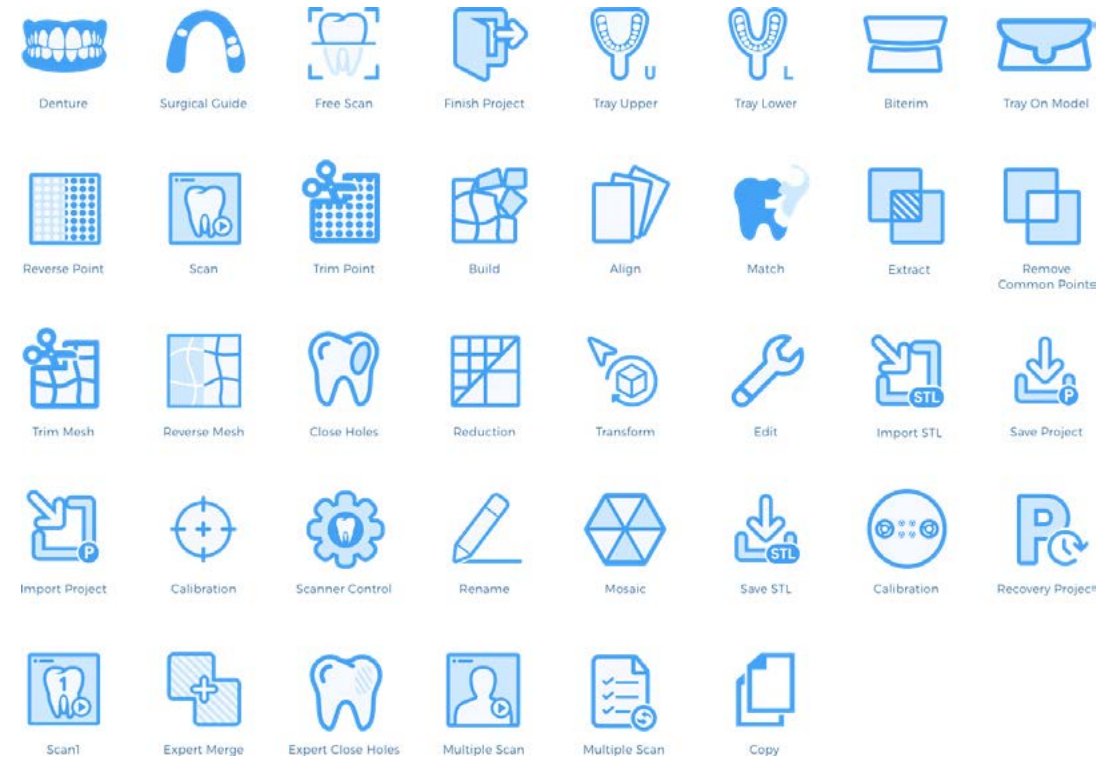 U
L
Denture
Surgical Guide
Free Scan
Finish Project
Tray Upper
Tray Lower
Biterim
Tray On Model
Reverse Point
Scan
Trim Point
Build
Align
Match
Extract
Remove
Common Points
STL
P
Trim Mesh
Reverse Mesh
Close Holes
Reduction
Transform
Edit
Import STL
Save Project
P
STL
P
Import Project
Calibration
Scanner Control
Rename
Mosaic
Save STL
Calibration
Recovery Project
1
Scan1
Expert Merge
Expert Close Holes
Multiple Scan
Multiple Scan
Copy